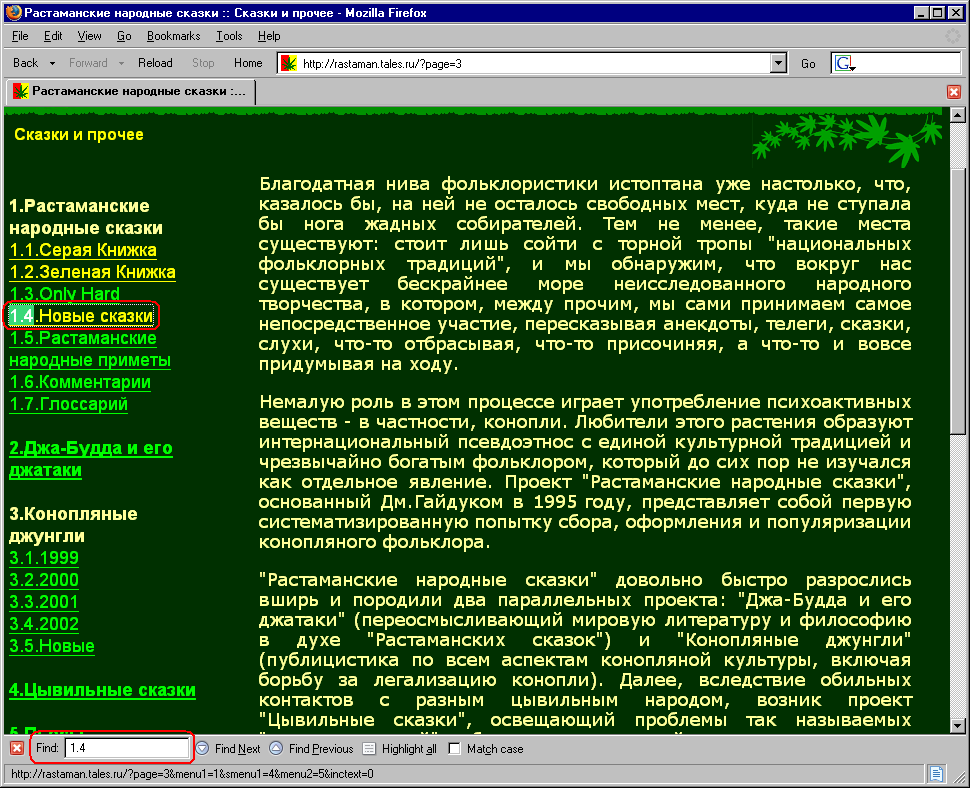 Растаманские народные сказки :: Сказки и прочее - Mozilla Firefox
File Edit View Go Bookmarks Tools Help
Back Forward Reload Stop Home http://rastaman.tales.ru/?page=3 Go
Растаманские народные сказки :...
Сказки и прочее
1.Растаманские
народные сказки
1.1.Серая Книжка
1.2.Зеленая Книжка
1.3.Only Hard
1.4.Новые сказки
1.5.Растаманские
народные приметы
1.6.Комментарии
1.7.Глоссарий
2.Джа-Будда и его
джатаки
3.Конопляные
джунгли
3.1.1999
3.2.2000
3.3.2001
3.4.2002
3.5.Новые
4.Цывильные сказки
Благодатная нива фольклористики истоптана уже настолько, что,
казалось бы, на ней не осталось свободных мест, куда не ступала
бы нога жадных собирателей. Тем не менее, такие места
существуют: стоит лишь сойти с торной тропы "национальных
фольклорных традиций", и мы обнаружим, что вокруг нас
существует бескрайнее море неисследованного народного
творчества, в котором, между прочим, мы сами принимаем самое
непосредственное участие, пересказывая анекдоты, телеги, сказки,
слухи, что-то отбрасывая, что-то присочиняя, а что-то и вовсе
придумывая на ходу.
Немалую роль в этом процессе играет употребление психоактивных
веществ - в частности, конопли. Любители этого растения образуют
интернациональный псевдоэтнос с единой культурной традицией и
чрезвычайно богатым фольклором, который до сих пор не изучался
как отдельное явление. Проект "Растаманские народные сказки",
основанный Дм.Гайдуком в 1995 году, представляет собой первую
систематизированную попытку сбора, оформления и популяризации
конопляного фольклора.
"Растаманские народные сказки" довольно быстро разрослись
вширь и породили два параллельных проекта: "Джа-Будда и его
джатаки" (переосмысливающий мировую литературу и философию
в духе "Растаманских сказок") и "Конопляные джунгли"
(публицистика по всем аспектам конопляной культуры, включая
борьбу за легализацию конопли). Далее, вследствие обильных
контактов с разным цывильным народом, возник проект
"Цывильные сказки", освещающий проблемы так называемых
Find: 1.4 Find Next Find Previous Highlight all Match case
http://rastaman.tales.ru/?page=3&menu1=1&smenu1=4&menu2=5&inctext=0